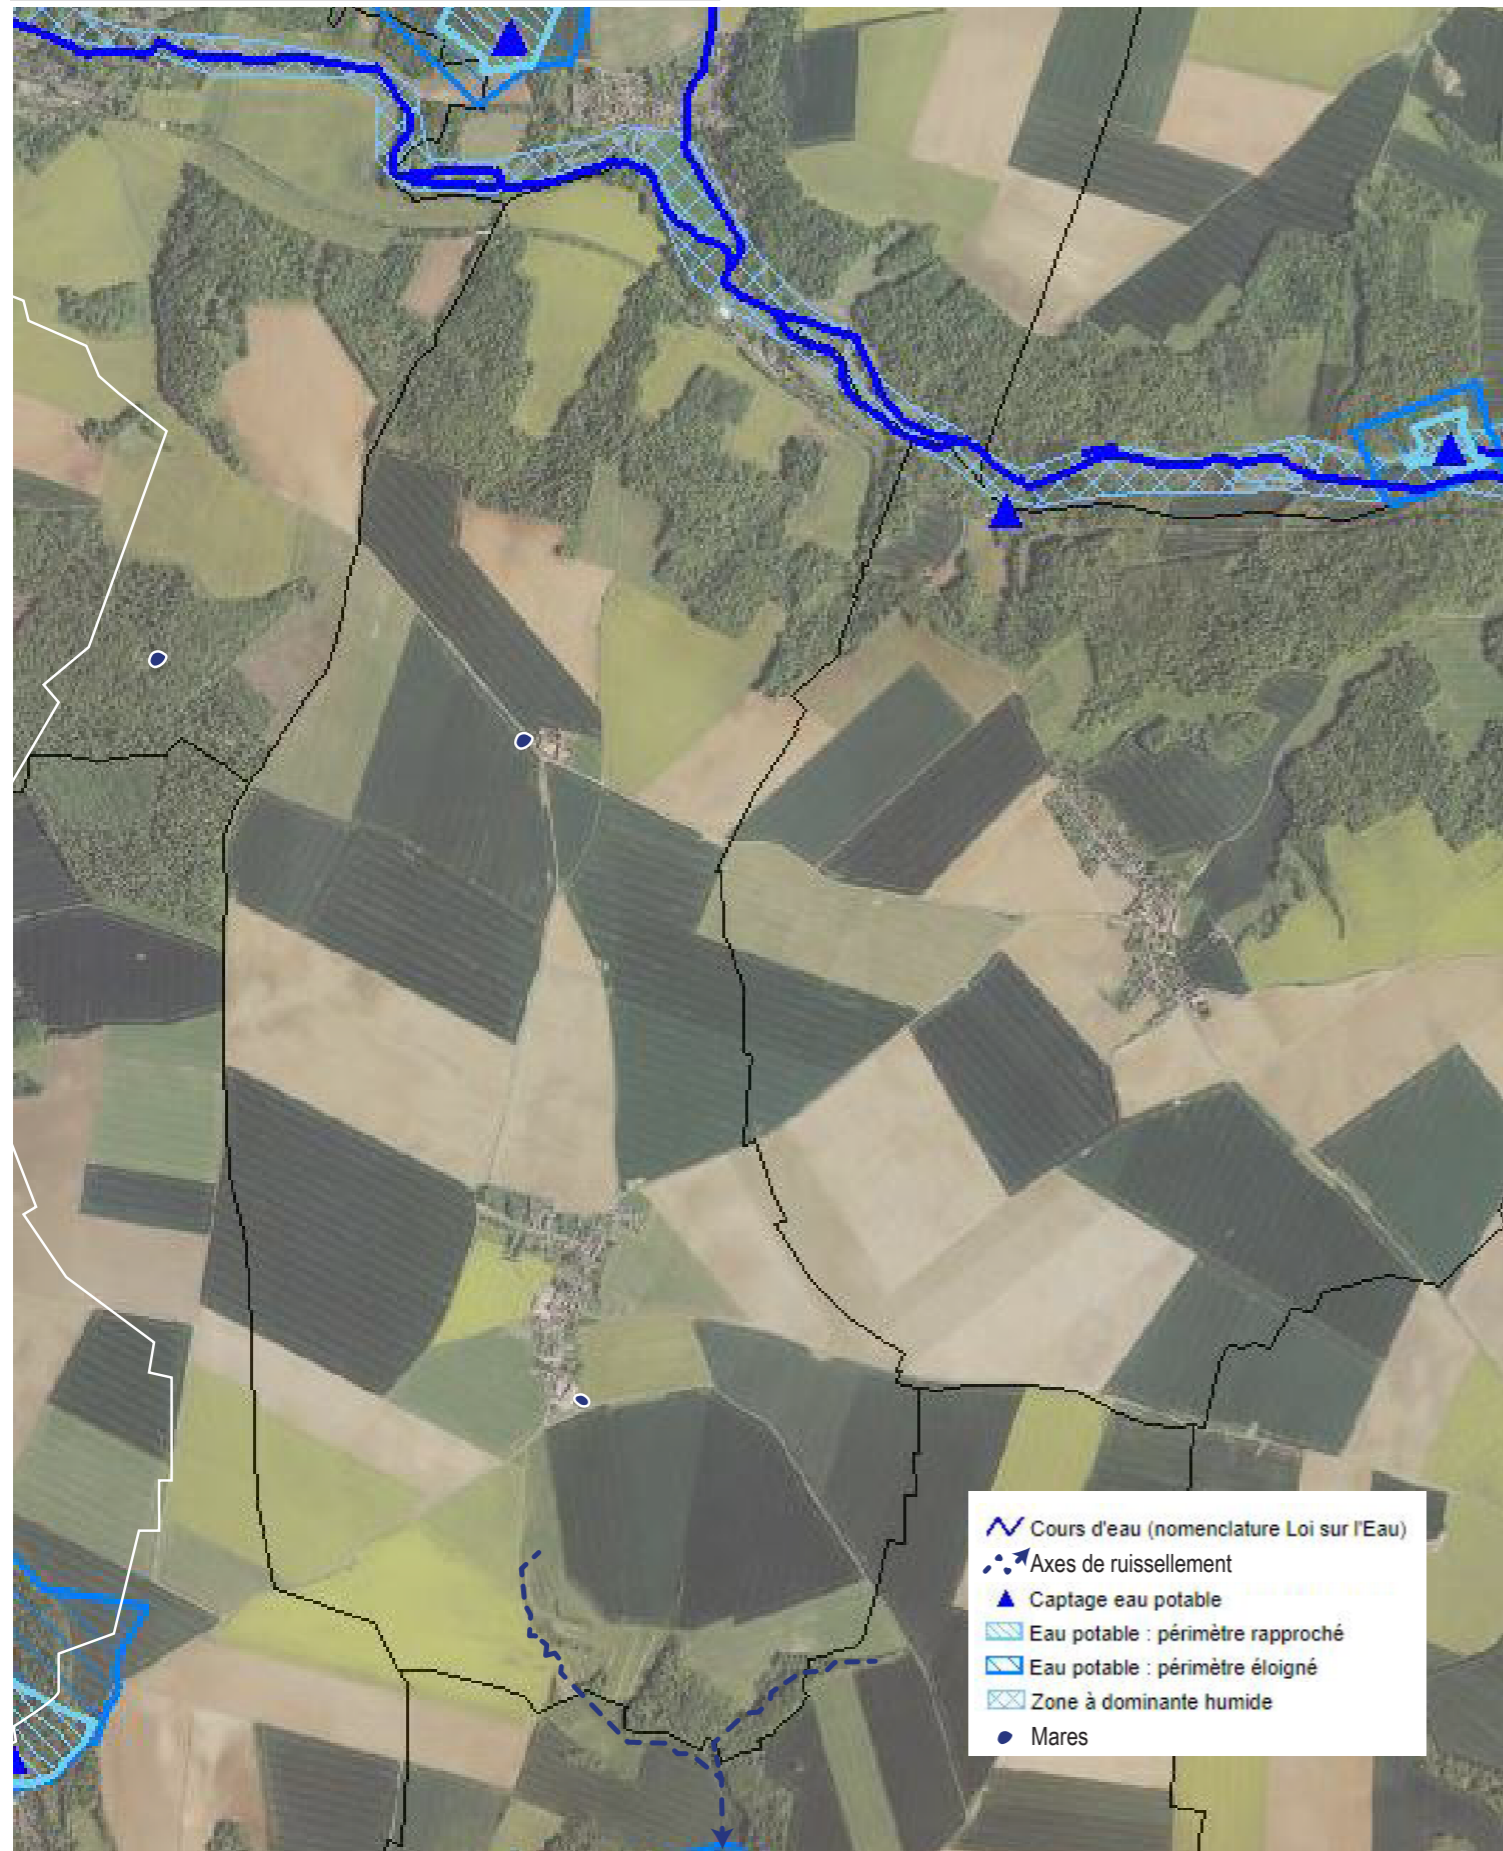 Cours d'eau (nomenclature Loi sur l'Eau)
Axes de ruissellement
Captage eau potable
Eau potable : périmètre rapproché
Eau potable : périmètre éloigné
Zone à dominante humide
Mares